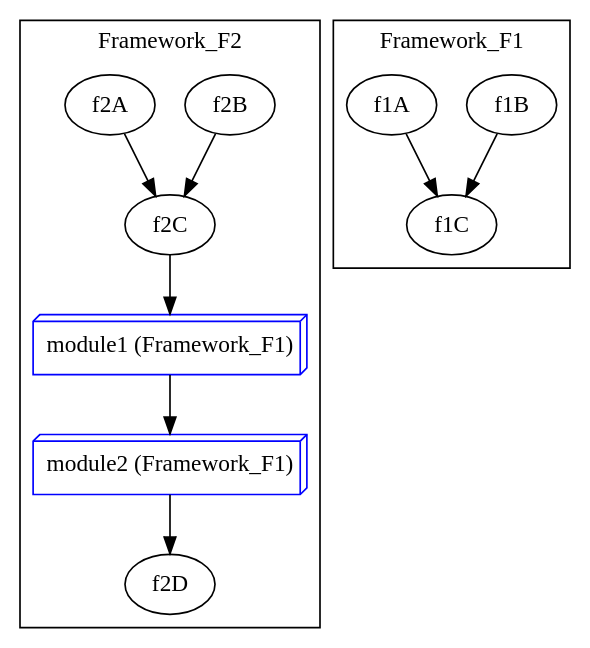 Framework_F2
f2A
f2B
f2C
module1 (Framework_F1)
module2 (Framework_F1)
f2D
Framework_F1
f1A
f1B
f1C